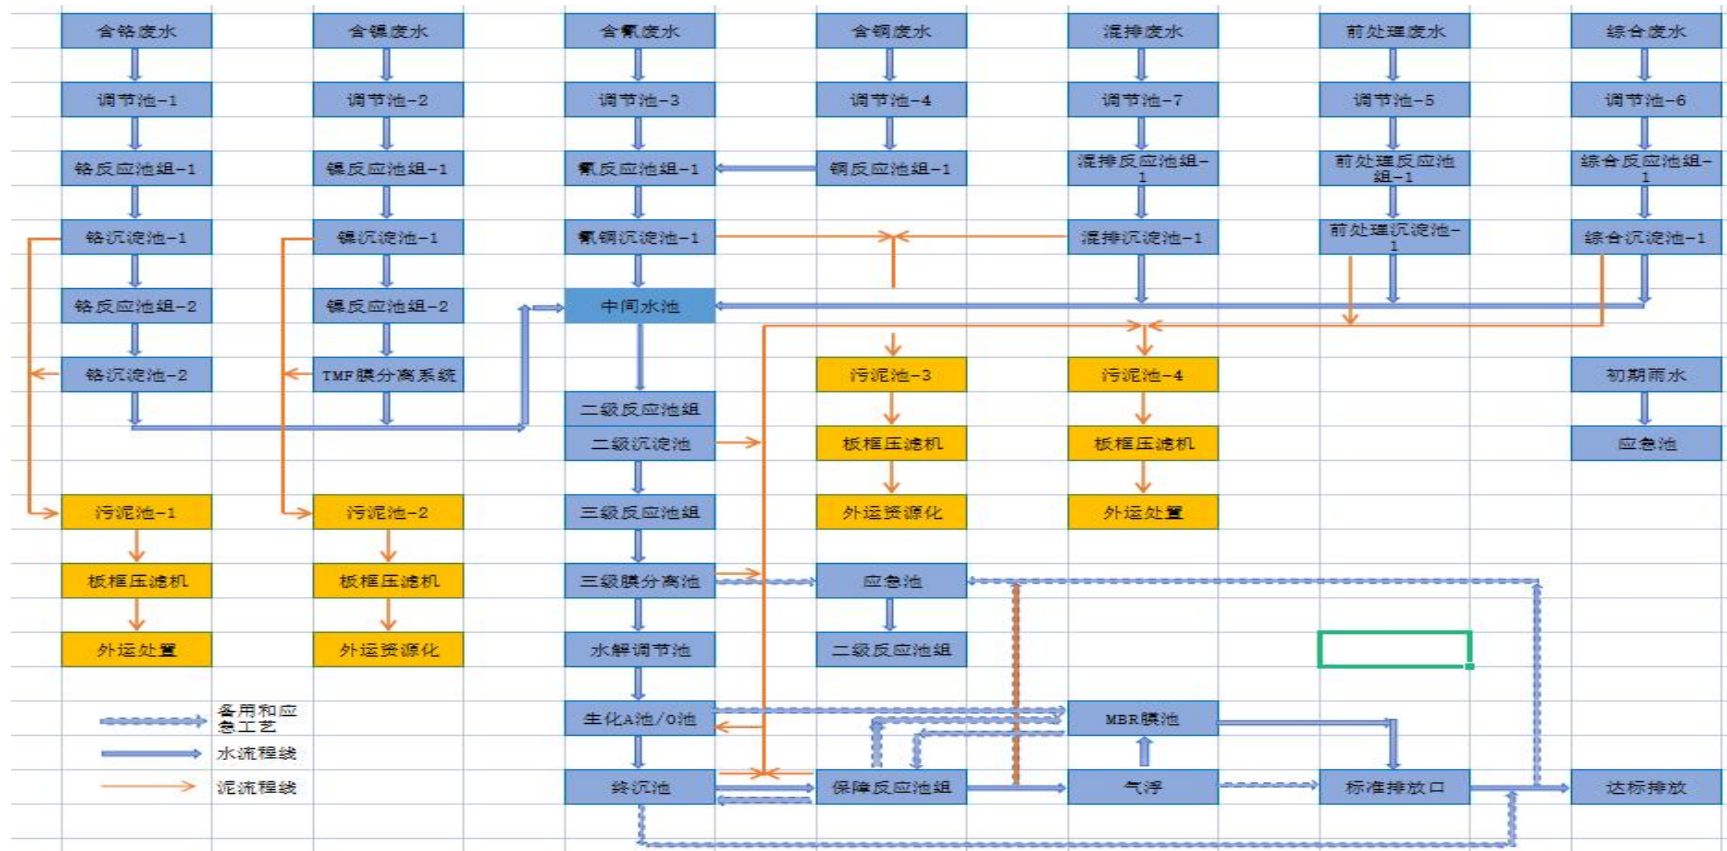 含铬废水
含镍废水
含氰废水
含铜废水
混排废水
前处理废水
综合废水
调节池-1
调节池-2
调节池-3
调节池-4
调节池-7
调节池-5
调节池-6
铬反应池组-1
镍反应池组-1
氰反应池组-1
铜反应池组-1
混排反应池组-
1
前处理反应池
组-1
综合反应池组-
1
铬沉淀池-1
镍沉淀池-1
氰铜沉淀池-1
混排沉淀池-1
前处理沉淀池-
1
综合沉淀池-1
铬反应池组-2
镍反应池组-2
中间水池
铬沉淀池-2
TMF膜分离系统
污泥池-3
污泥池-4
初期雨水
二级反应池组
二级沉淀池
板框压滤机
板框压滤机
应急池
污泥池-1
污泥池-2
三级反应池组
外运资源化
外运处置
板框压滤机
板框压滤机
三级膜分离池
应急池
外运处置
外运资源化
水解调节池
二级反应池组
备用和应
急工艺
生化A池/O池
MBR膜池
水流程线
泥流程线
终沉池
保障反应池组
气浮
标准排放口
达标排放